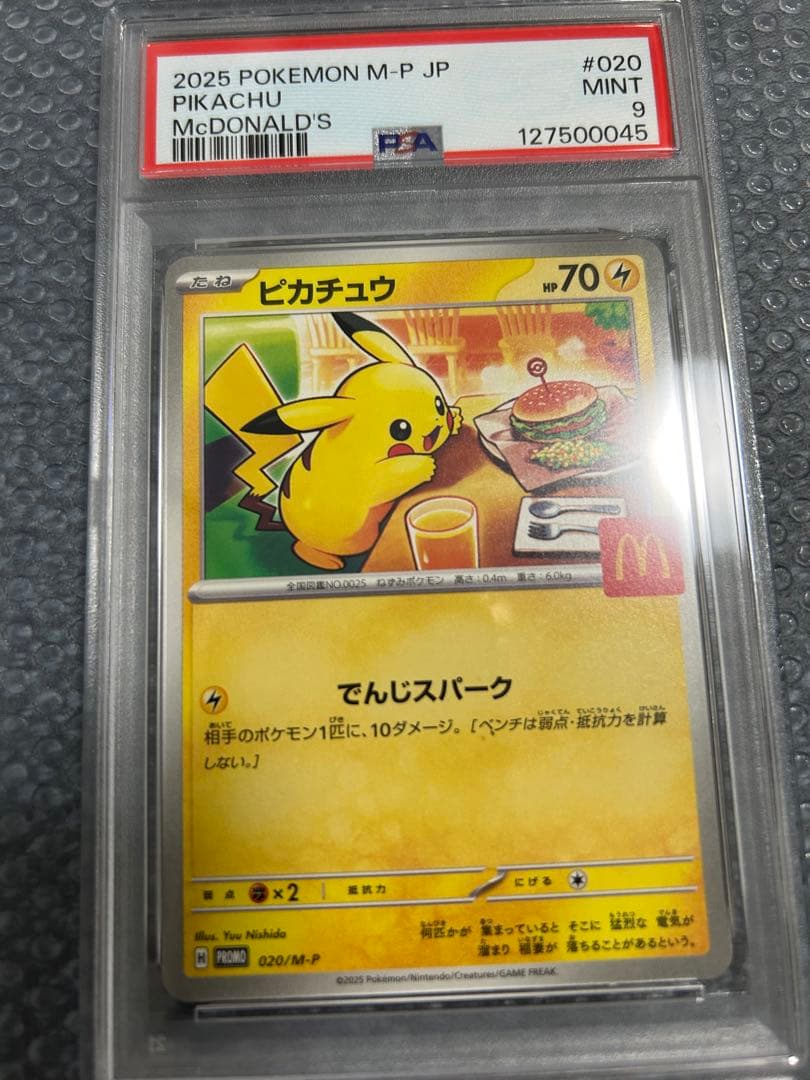 2025 POKEMON M-P JP #020
PIKACHU MINT
McDONALD'S 9
PSA 127500045
たね ピカチュウ HP70
全国図鑑NO.0025 ねずみポケモン 高さ:0.4m 重さ:6.0kg
でんじスパーク
相手のポケモン1匹に、10ダメージ。[ベンチは弱点・抵抗力を計算
しない。]
弱点 ×2 抵抗力 にげる
Illus. Yuu Nishida
何匹かが 集まっていると そこに 猛烈な 電気が
溜まり 稲妻が 落ちることがあるという。
H PROMO 020/M-P
©2025 Pokémon/Nintendo/Creatures/GAME FREAK.